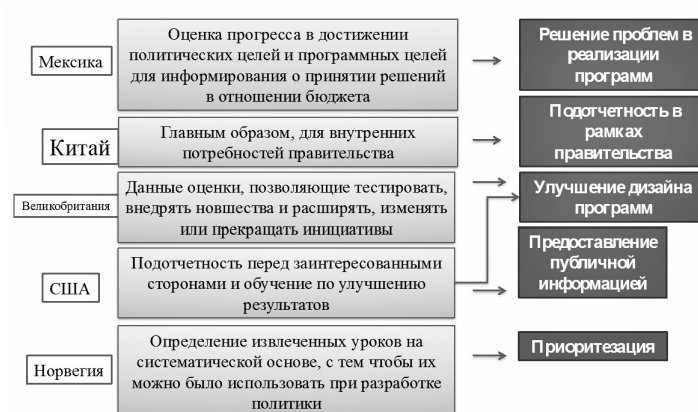 Мексика
Оценка прогресса в достижении
политических целей и программных целей
для информирования о принятии решений
в отношении бюджета
Решение проблем в
реализации
программ
Китай
Главным образом, для внутренних
потребностей правительства
Подотчетность в
рамках
правительства
Великобритания
Данные оценки, позволяющие тестировать,
внедрять новшества и расширять, изменять
или прекращать инициативы
Улучшение дизайна
программ
США
Подотчетность перед заинтересованными
сторонами и обучение по улучшению
результатов
Предоставление
публичной
информацией
Норвегия
Определение извлеченных уроков на
систематической основе, с тем чтобы их
можно было использовать при разработке
политики
Приоритезация